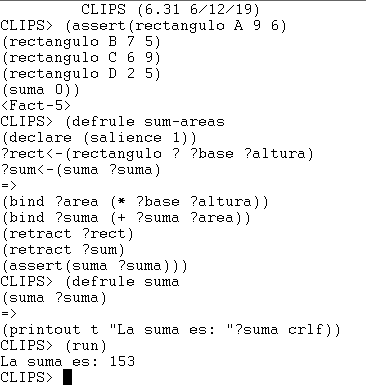 CLIPS (6.31 6/12/19)
CLIPS> (assert(rectangulo A 9 6)
(rectangulo B 7 5)
(rectangulo C 6 9)
(rectangulo D 2 5)
(suma 0))
<Fact-5>
CLIPS> (defrule sum-areas
(declare (salience 1))
?rect<-(rectangulo ? ?base ?altura)
?sum<-(suma ?suma)
=>
(bind ?area (* ?base ?altura))
(bind ?suma (+ ?suma ?area))
(retract ?rect)
(retract ?sum)
(assert(suma ?suma)))
CLIPS> (defrule suma
(suma ?suma)
=>
(printout t "La suma es: "?suma crlf))
CLIPS> (run)
La suma es: 153
CLIPS>